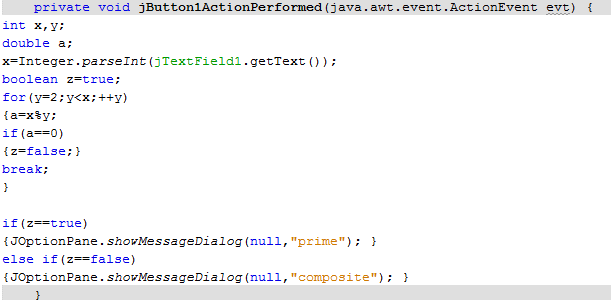 private void jButton1ActionPerformed(java.awt.event.ActionEvent evt) {
int x,y;
double a;
x=Integer.parseInt(jTextField1.getText());
boolean z=true;
for(y=2;y<x;++y)
{a=x%y;
if(a==0)
{z=false;}
break;
}
if(z==true)
{JOptionPane.showMessageDialog(null,"prime"); }
else if(z==false)
{JOptionPane.showMessageDialog(null,"composite"); }
}